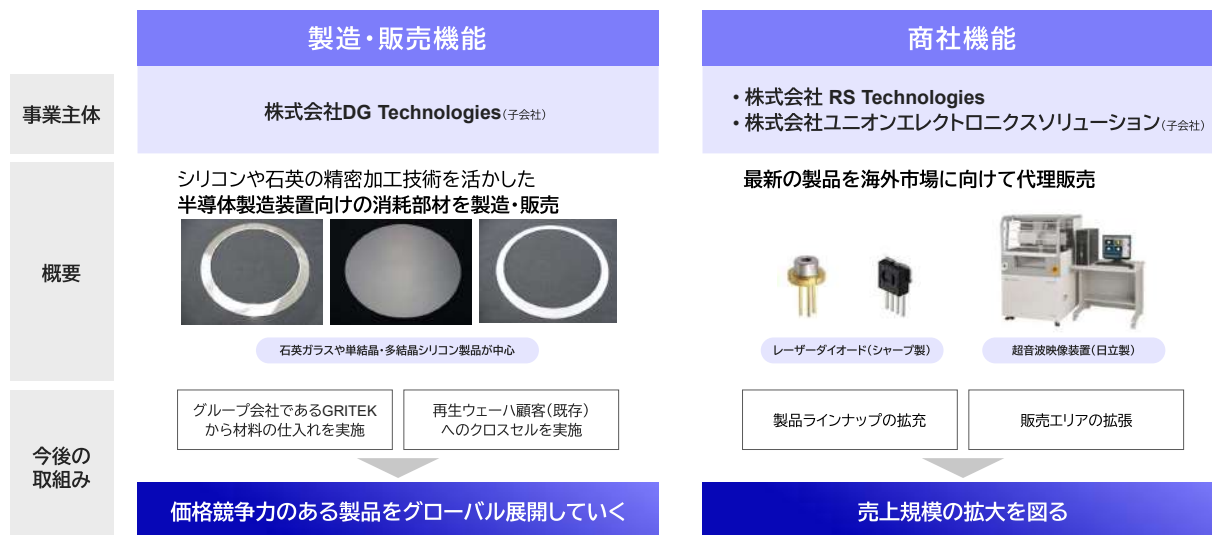 製造・販売機能
商社機能
事業主体
株式会社DG Technologies(子会社)
・株式会社 RS Technologies
・株式会社ユニオンエレクトロニクスソリューション(子会社)
概要
シリコンや石英の精密加工技術を活かした
半導体製造装置向けの消耗部材を製造・販売
石英ガラスや単結晶・多結晶シリコン製品が中心
最新の製品を海外市場に向けて代理販売
レーザーダイオード(シャープ製)
超音波映像装置(日立製)
今後の
取組み
グループ会社であるGRITEK
から材料の仕入れを実施
再生ウェーハ顧客(既存)
へのクロスセルを実施
製品ラインナップの拡充
販売エリアの拡張
価格競争力のある製品をグローバル展開していく
売上規模の拡大を図る